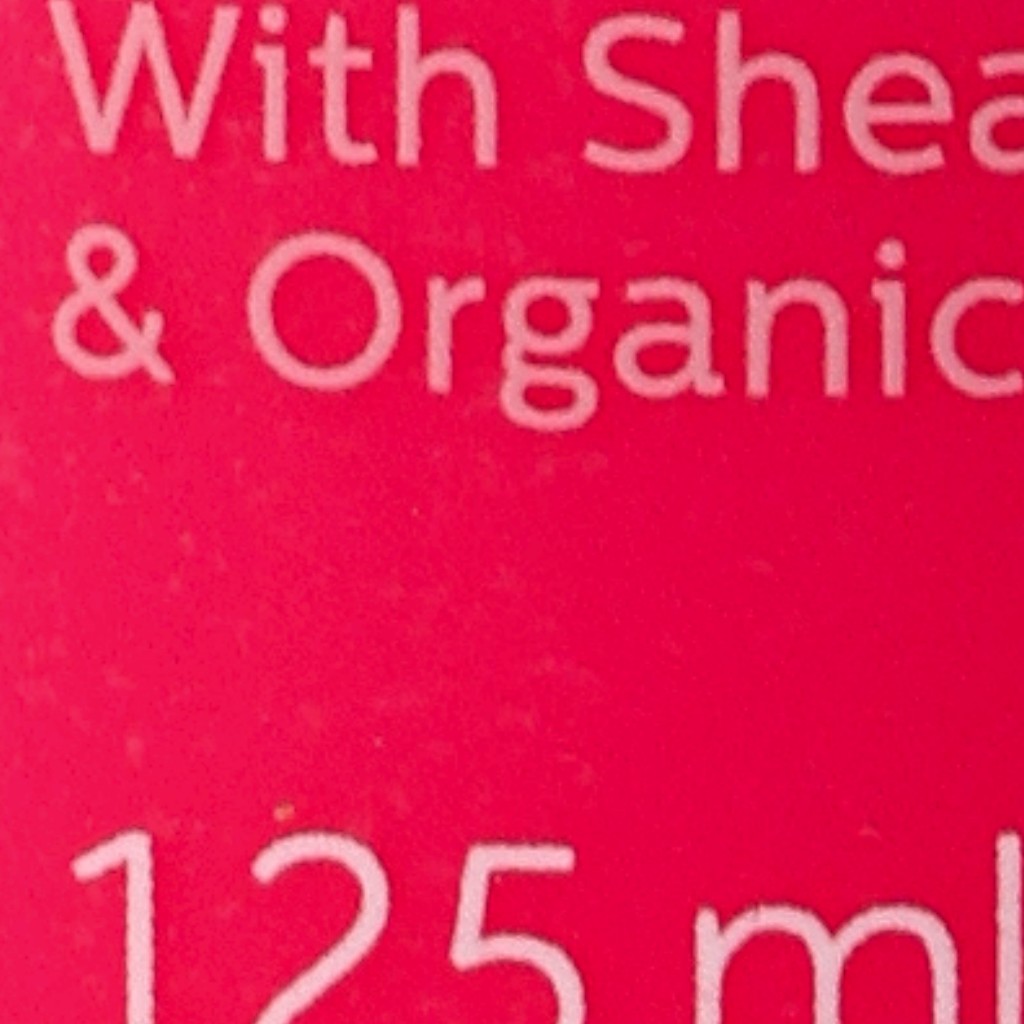 With Shea
& Organic
125 ml